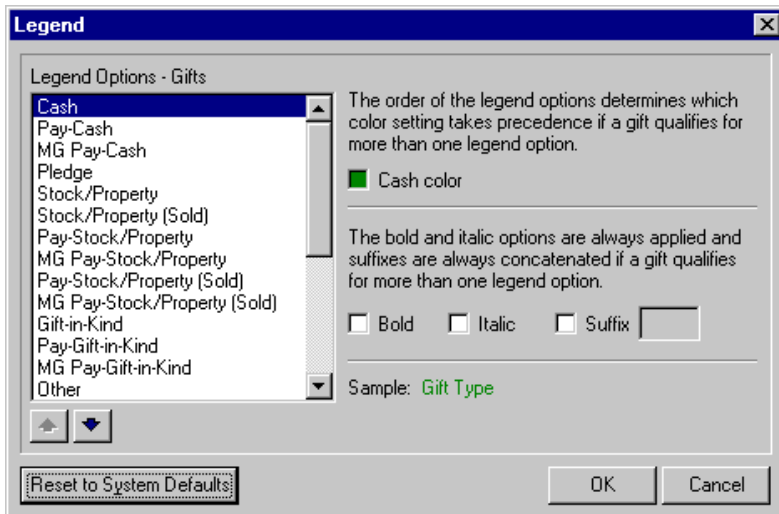 Legend
Legend Options - Gifts
Cash
Pay-Cash
MG Pay-Cash
Pledge
Stock/Property
Stock/Property (Sold)
Pay-Stock/Property
MG Pay-Stock/Property
Pay-Stock/Property (Sold)
MG Pay-Stock/Property (Sold)
Gift-in-Kind
Pay-Gift-in-Kind
MG Pay-Gift-in-Kind
Other
The order of the legend options determines which
color setting takes precedence if a gift qualifies for
more than one legend option.
Cash color
The bold and italic options are always applied and
suffixes are always concatenated if a gift qualifies
for more than one legend option.
Bold Italic Suffix
Sample: Gift Type
Reset to System Defaults OK Cancel